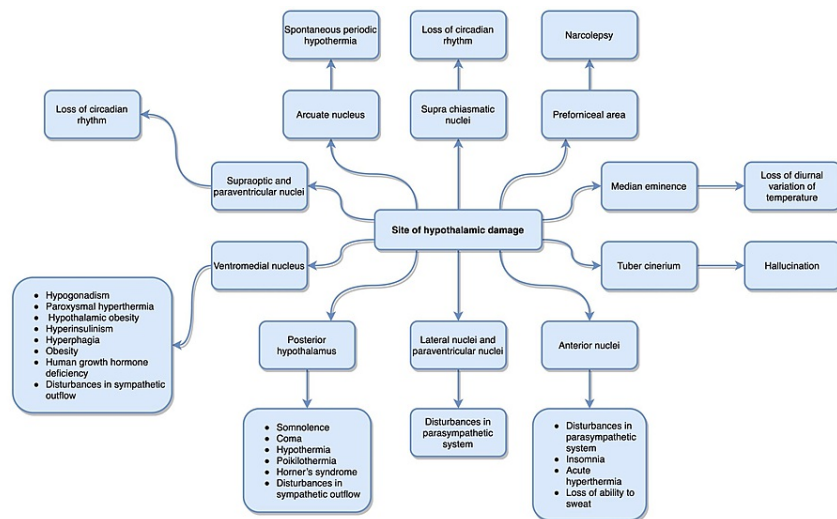 Spontaneous periodic
hypothermia
Loss of circadian
rhythm
Narcolepsy
Loss of circadian
rhythm
Arcuate nucleus
Supra chiasmatic
nuclei
Preforniceal area
Supraoptic and
paraventricular nuclei
Median eminence
Loss of diurnal
variation of
temperature
Site of hypothalamic damage
Ventromedial nucleus
Tuber cinerium
Hallucination
• Hypogonadism
• Paroxysmal hyperthermia
• Hypothalamic obesity
• Hyperinsulinism
• Hyperphagia
• Obesity
• Human growth hormone
deficiency
• Disturbances in sympathetic
outflow
Posterior
hypothalamus
Lateral nuclei and
paraventricular nuclei
Anterior nuclei
• Somnolence
• Coma
• Hypothermia
• Poikilothermia
• Horner's syndrome
• Disturbances in
sympathetic outflow
Disturbances in
parasympathetic
system
• Disturbances in
parasympathetic
system
• Insomnia
• Acute
hyperthermia
• Loss of ability to
sweat